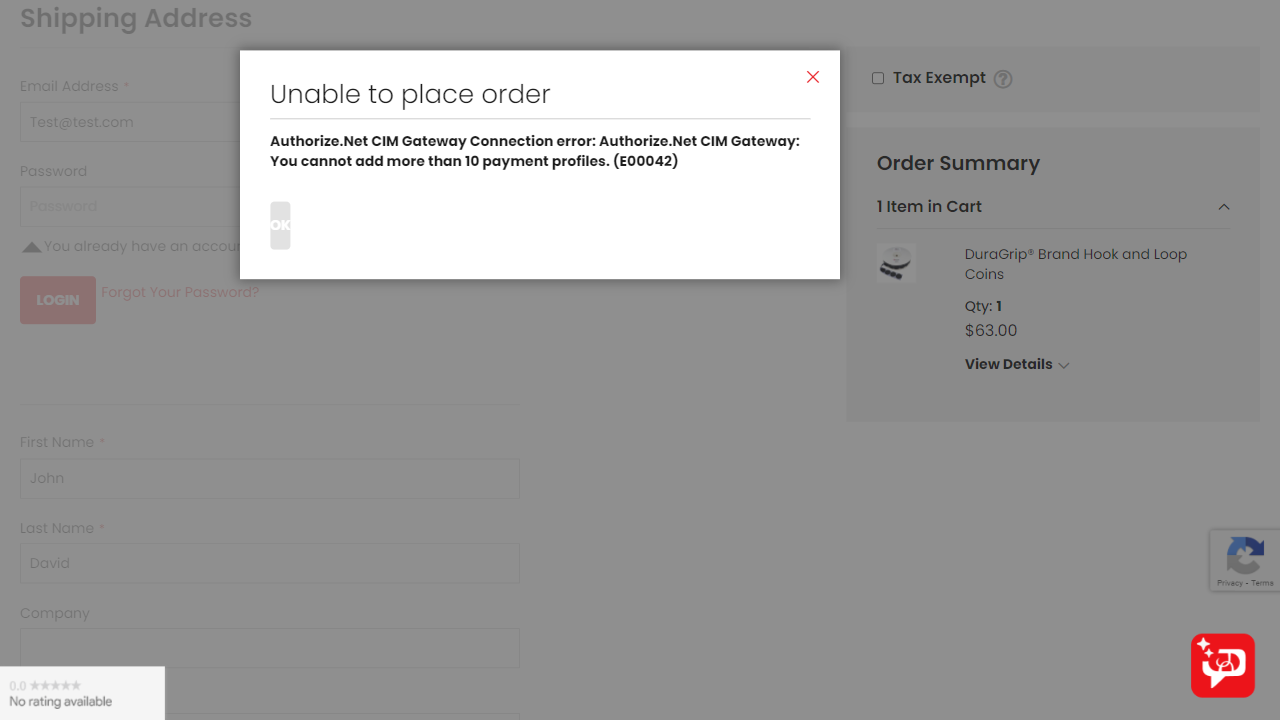 Shipping Address
Email Address *
Test@test.com
Password
Password
You already have an accou
LOGIN
Forgot Your Password?
First Name *
John
Last Name *
David
Company
Unable to place order
Authorize.Net CIM Gateway Connection error: Authorize.Net CIM Gateway:
You cannot add more than 10 payment profiles. (E00042)
OK
Tax Exempt ?
Order Summary
1 Item in Cart
DuraGrip® Brand Hook and Loop
Coins
Qty: 1
$63.00
View Details
Privacy - Terms
0.0 ★★★★★
No rating available